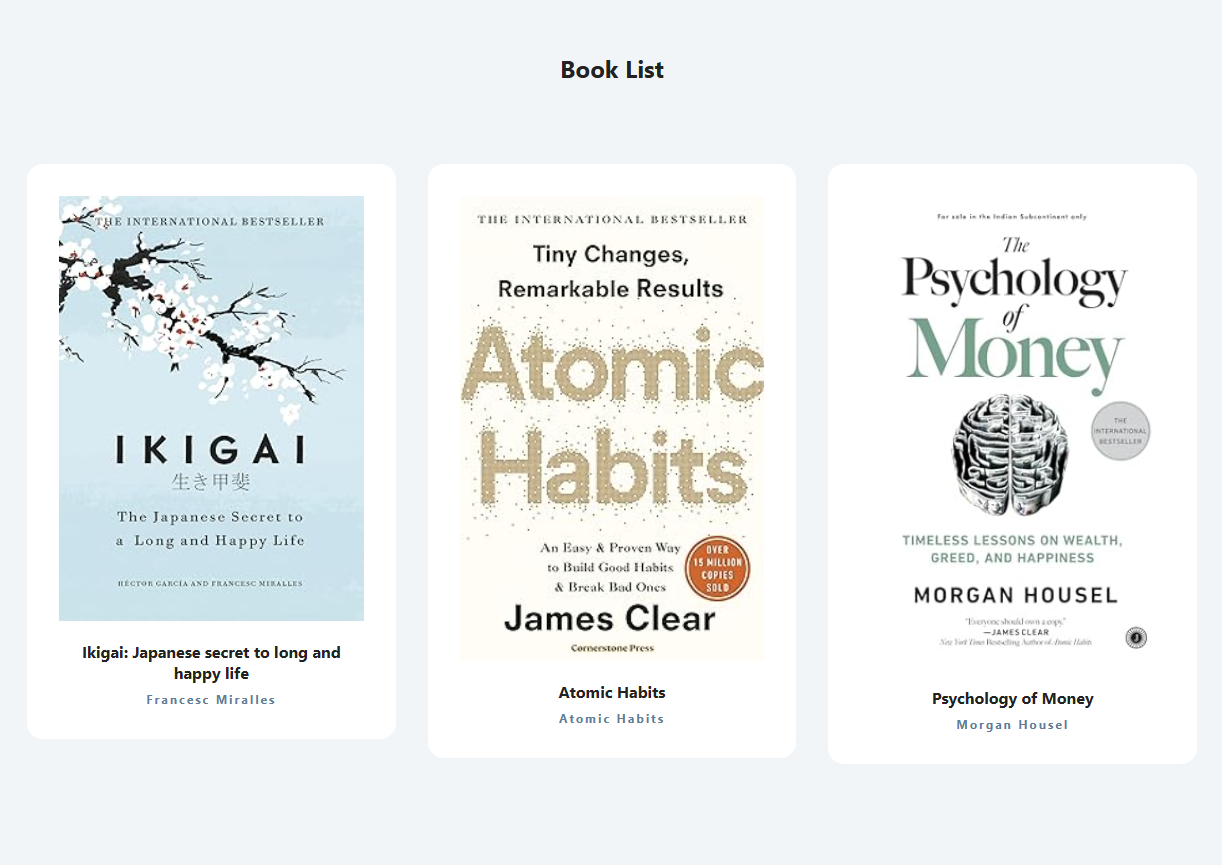 Book List
THE INTERNATIONAL BESTSELLER
IKIGAI
生き甲斐
The Japanese Secret to
a Long and Happy Life
HÉCTOR GARCÍA AND FRANCESC MIRALLES
Ikigai: Japanese secret to long and
happy life
Francesc Miralles
THE INTERNATIONAL BESTSELLER
Tiny Changes,
Remarkable Results
Atomic
Habits
An Easy & Proven Way
to Build Good Habits
& Break Bad Ones
OVER
15 MILLION
COPIES
SOLD
James Clear
Cornerstone Press
Atomic Habits
Atomic Habits
For sale in the Indian Subcontinent only
The
Psychology
of
Money
THE
INTERNATIONAL
BESTSELLER
TIMELESS LESSONS ON WEALTH,
GREED, AND HAPPINESS
MORGAN HOUSEL
"Everyone should own a copy."
—JAMES CLEAR
New York Times Bestselling Author of Atomic Habits
J
Psychology of Money
Morgan Housel